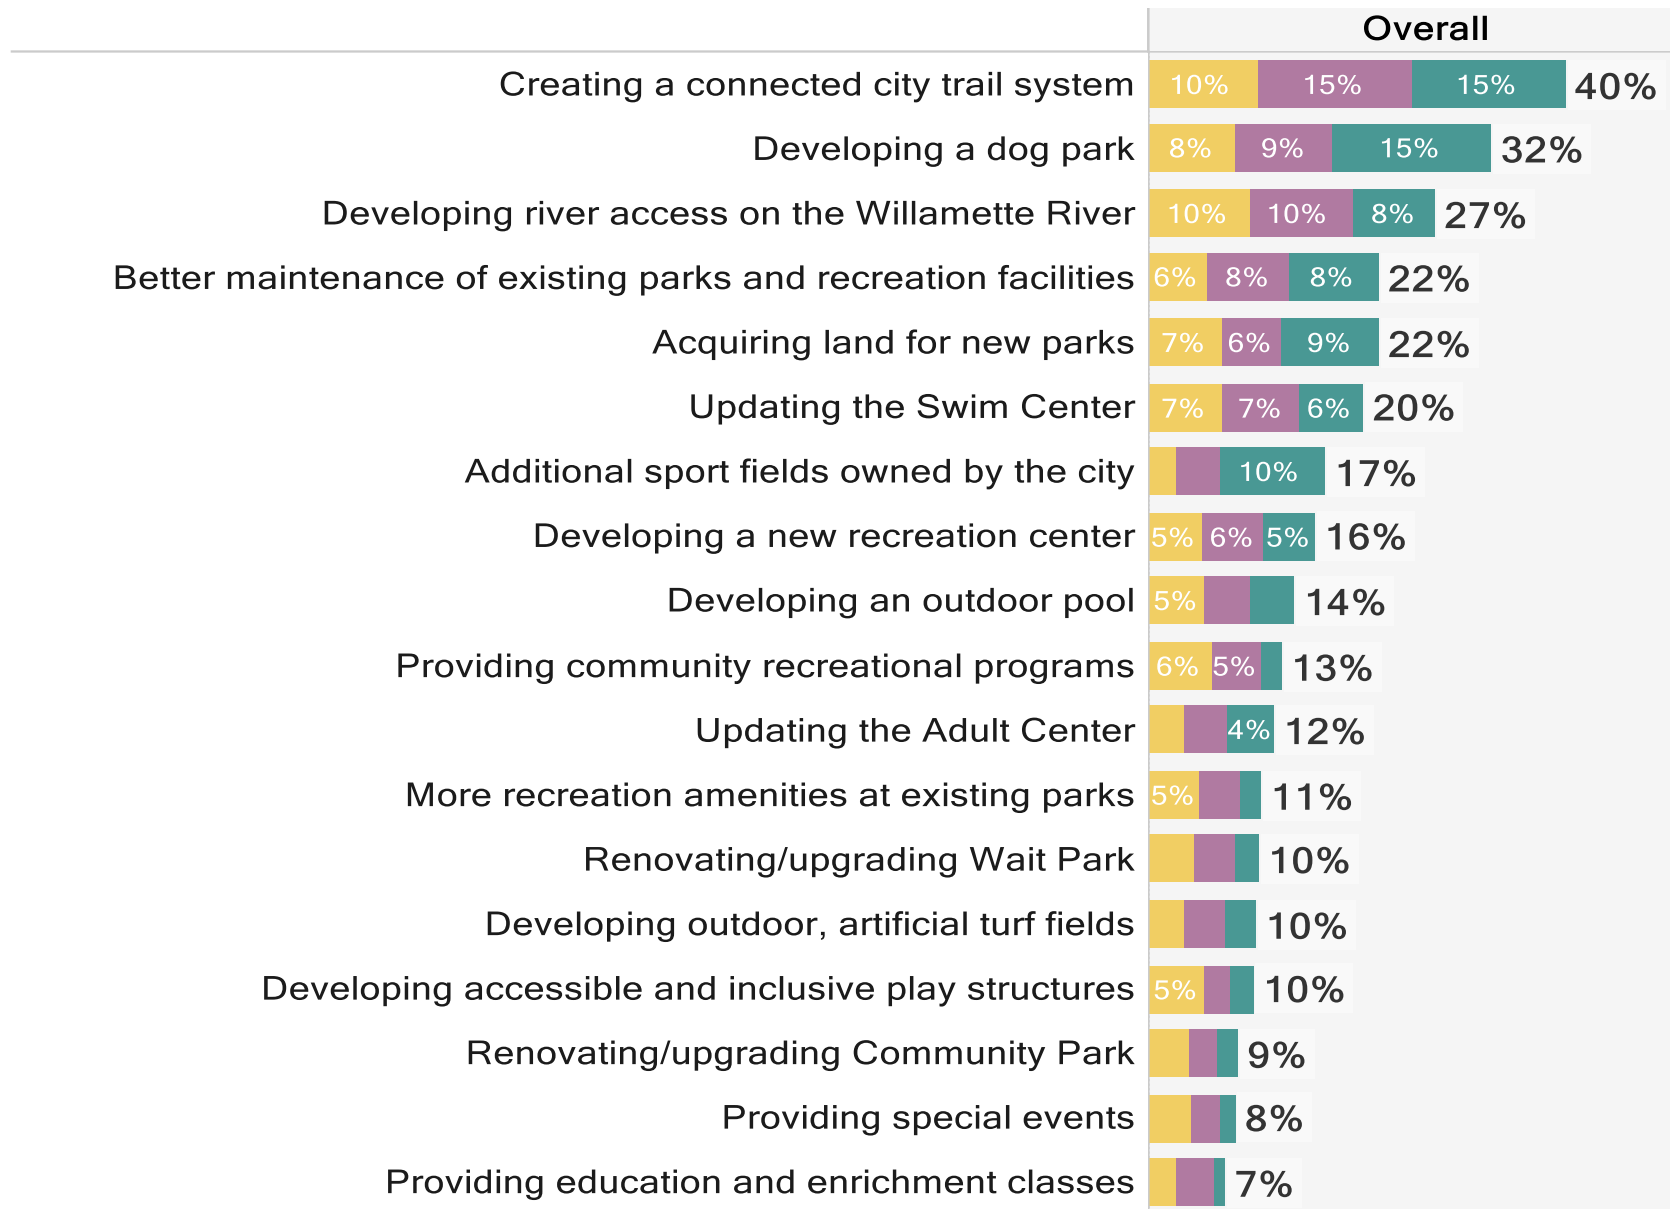 Overall
Creating a connected city trail system 10% 15% 15% 40%
Developing a dog park 8% 9% 15% 32%
Developing river access on the Willamette River 10% 10% 8% 27%
Better maintenance of existing parks and recreation facilities 6% 8% 8% 22%
Acquiring land for new parks 7% 6% 9% 22%
Updating the Swim Center 7% 7% 6% 20%
Additional sport fields owned by the city 10% 17%
Developing a new recreation center 5% 6% 5% 16%
Developing an outdoor pool 5% 14%
Providing community recreational programs 6% 5% 13%
Updating the Adult Center 4% 12%
More recreation amenities at existing parks 5% 11%
Renovating/upgrading Wait Park 10%
Developing outdoor, artificial turf fields 10%
Developing accessible and inclusive play structures 5% 10%
Renovating/upgrading Community Park 9%
Providing special events 8%
Providing education and enrichment classes 7%